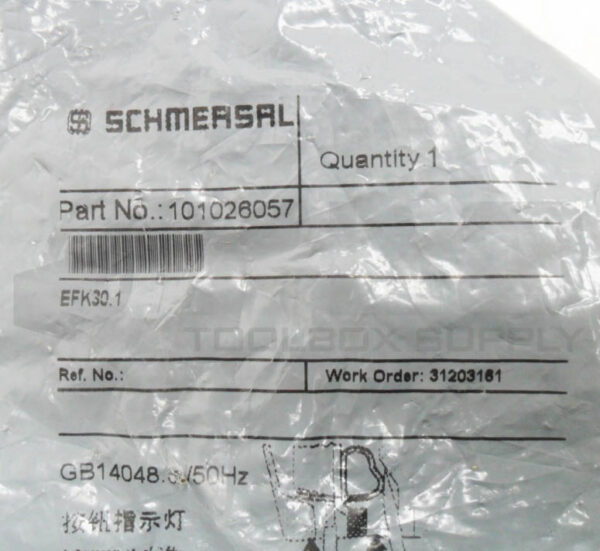 SCHMERSAL
Quantity 1
Part No.:101026057
EFK30.1
TOOLBOX SUPPLY
Ref. No.:
Work Order: 31203161
GB14048. /50Hz
按钮指示灯